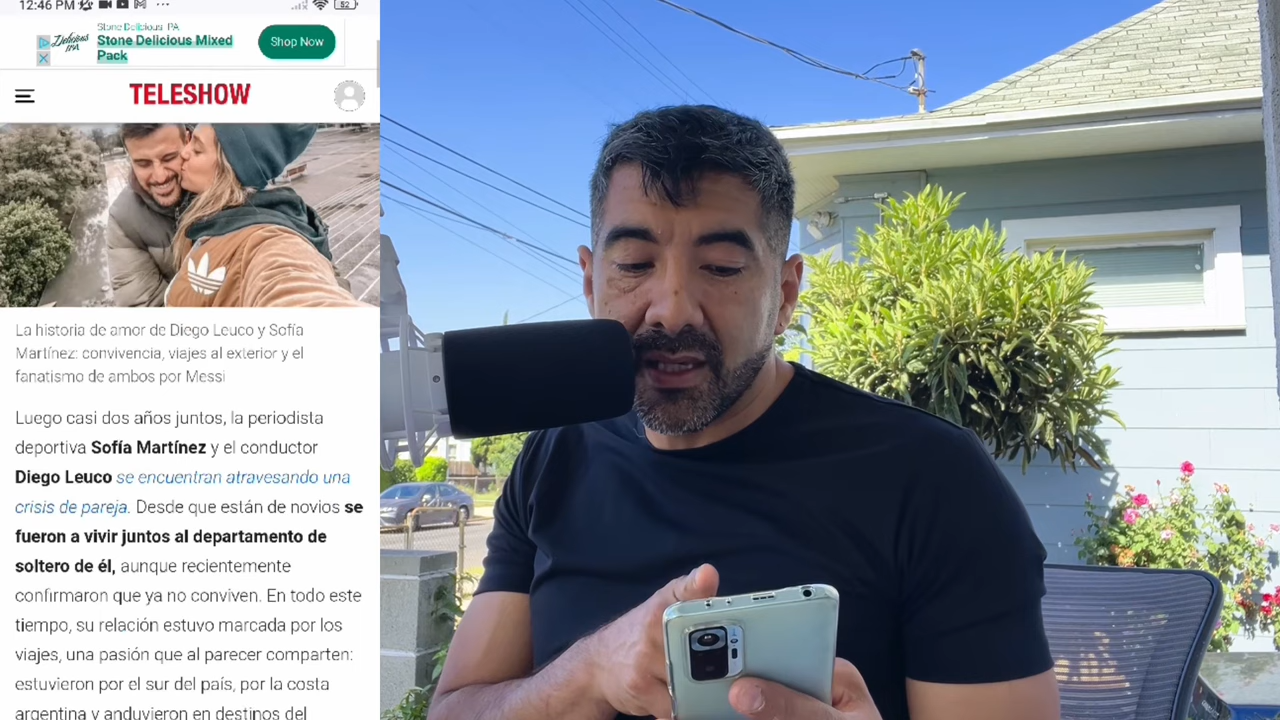 12:46 PM
52
Stone Delicious IPA
Delicious
IPA
Stone Delicious Mixed
Pack
Shop Now
TELESHOW
La historia de amor de Diego Leuco y Sofía
Martínez: convivencia, viajes al exterior y el
fanatismo de ambos por Messi
Luego casi dos años juntos, la periodista
deportiva Sofía Martínez y el conductor
Diego Leuco se encuentran atravesando una
crisis de pareja. Desde que están de novios se
fueron a vivir juntos al departamento de
soltero de él, aunque recientemente
confirmaron que ya no conviven. En todo este
tiempo, su relación estuvo marcada por los
viajes, una pasión que al parecer comparten:
estuvieron por el sur del país, por la costa
argentina y anduvieron en destinos del